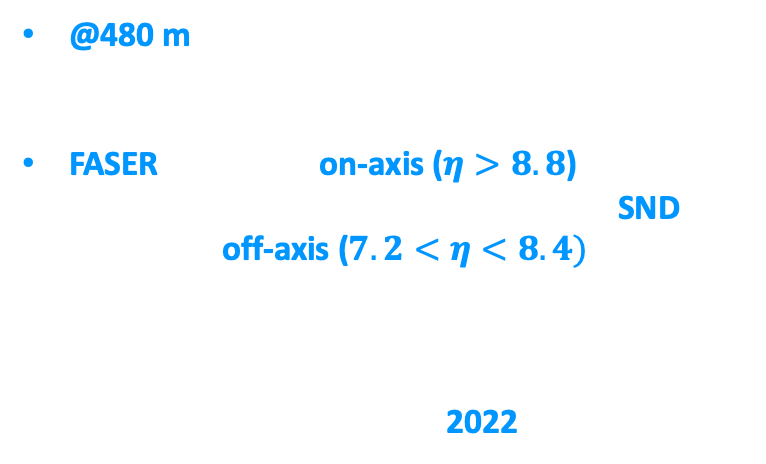 • @480 m
• FASER on-axis (η > 8.8)
SND
off-axis (7.2 < η < 8.4)
2022